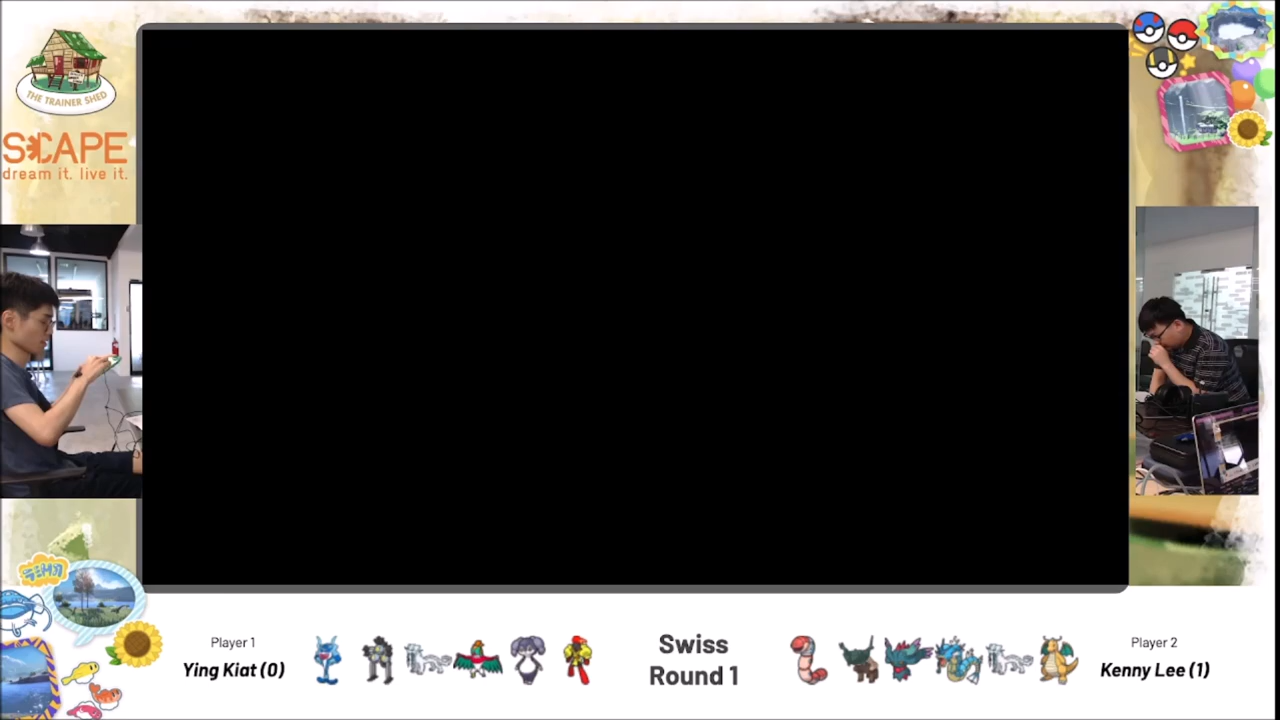 THE TRAINER SHED
SCAPE
dream it. live it.
Player 1
Ying Kiat (0)
Swiss
Round 1
Player 2
Kenny Lee (1)